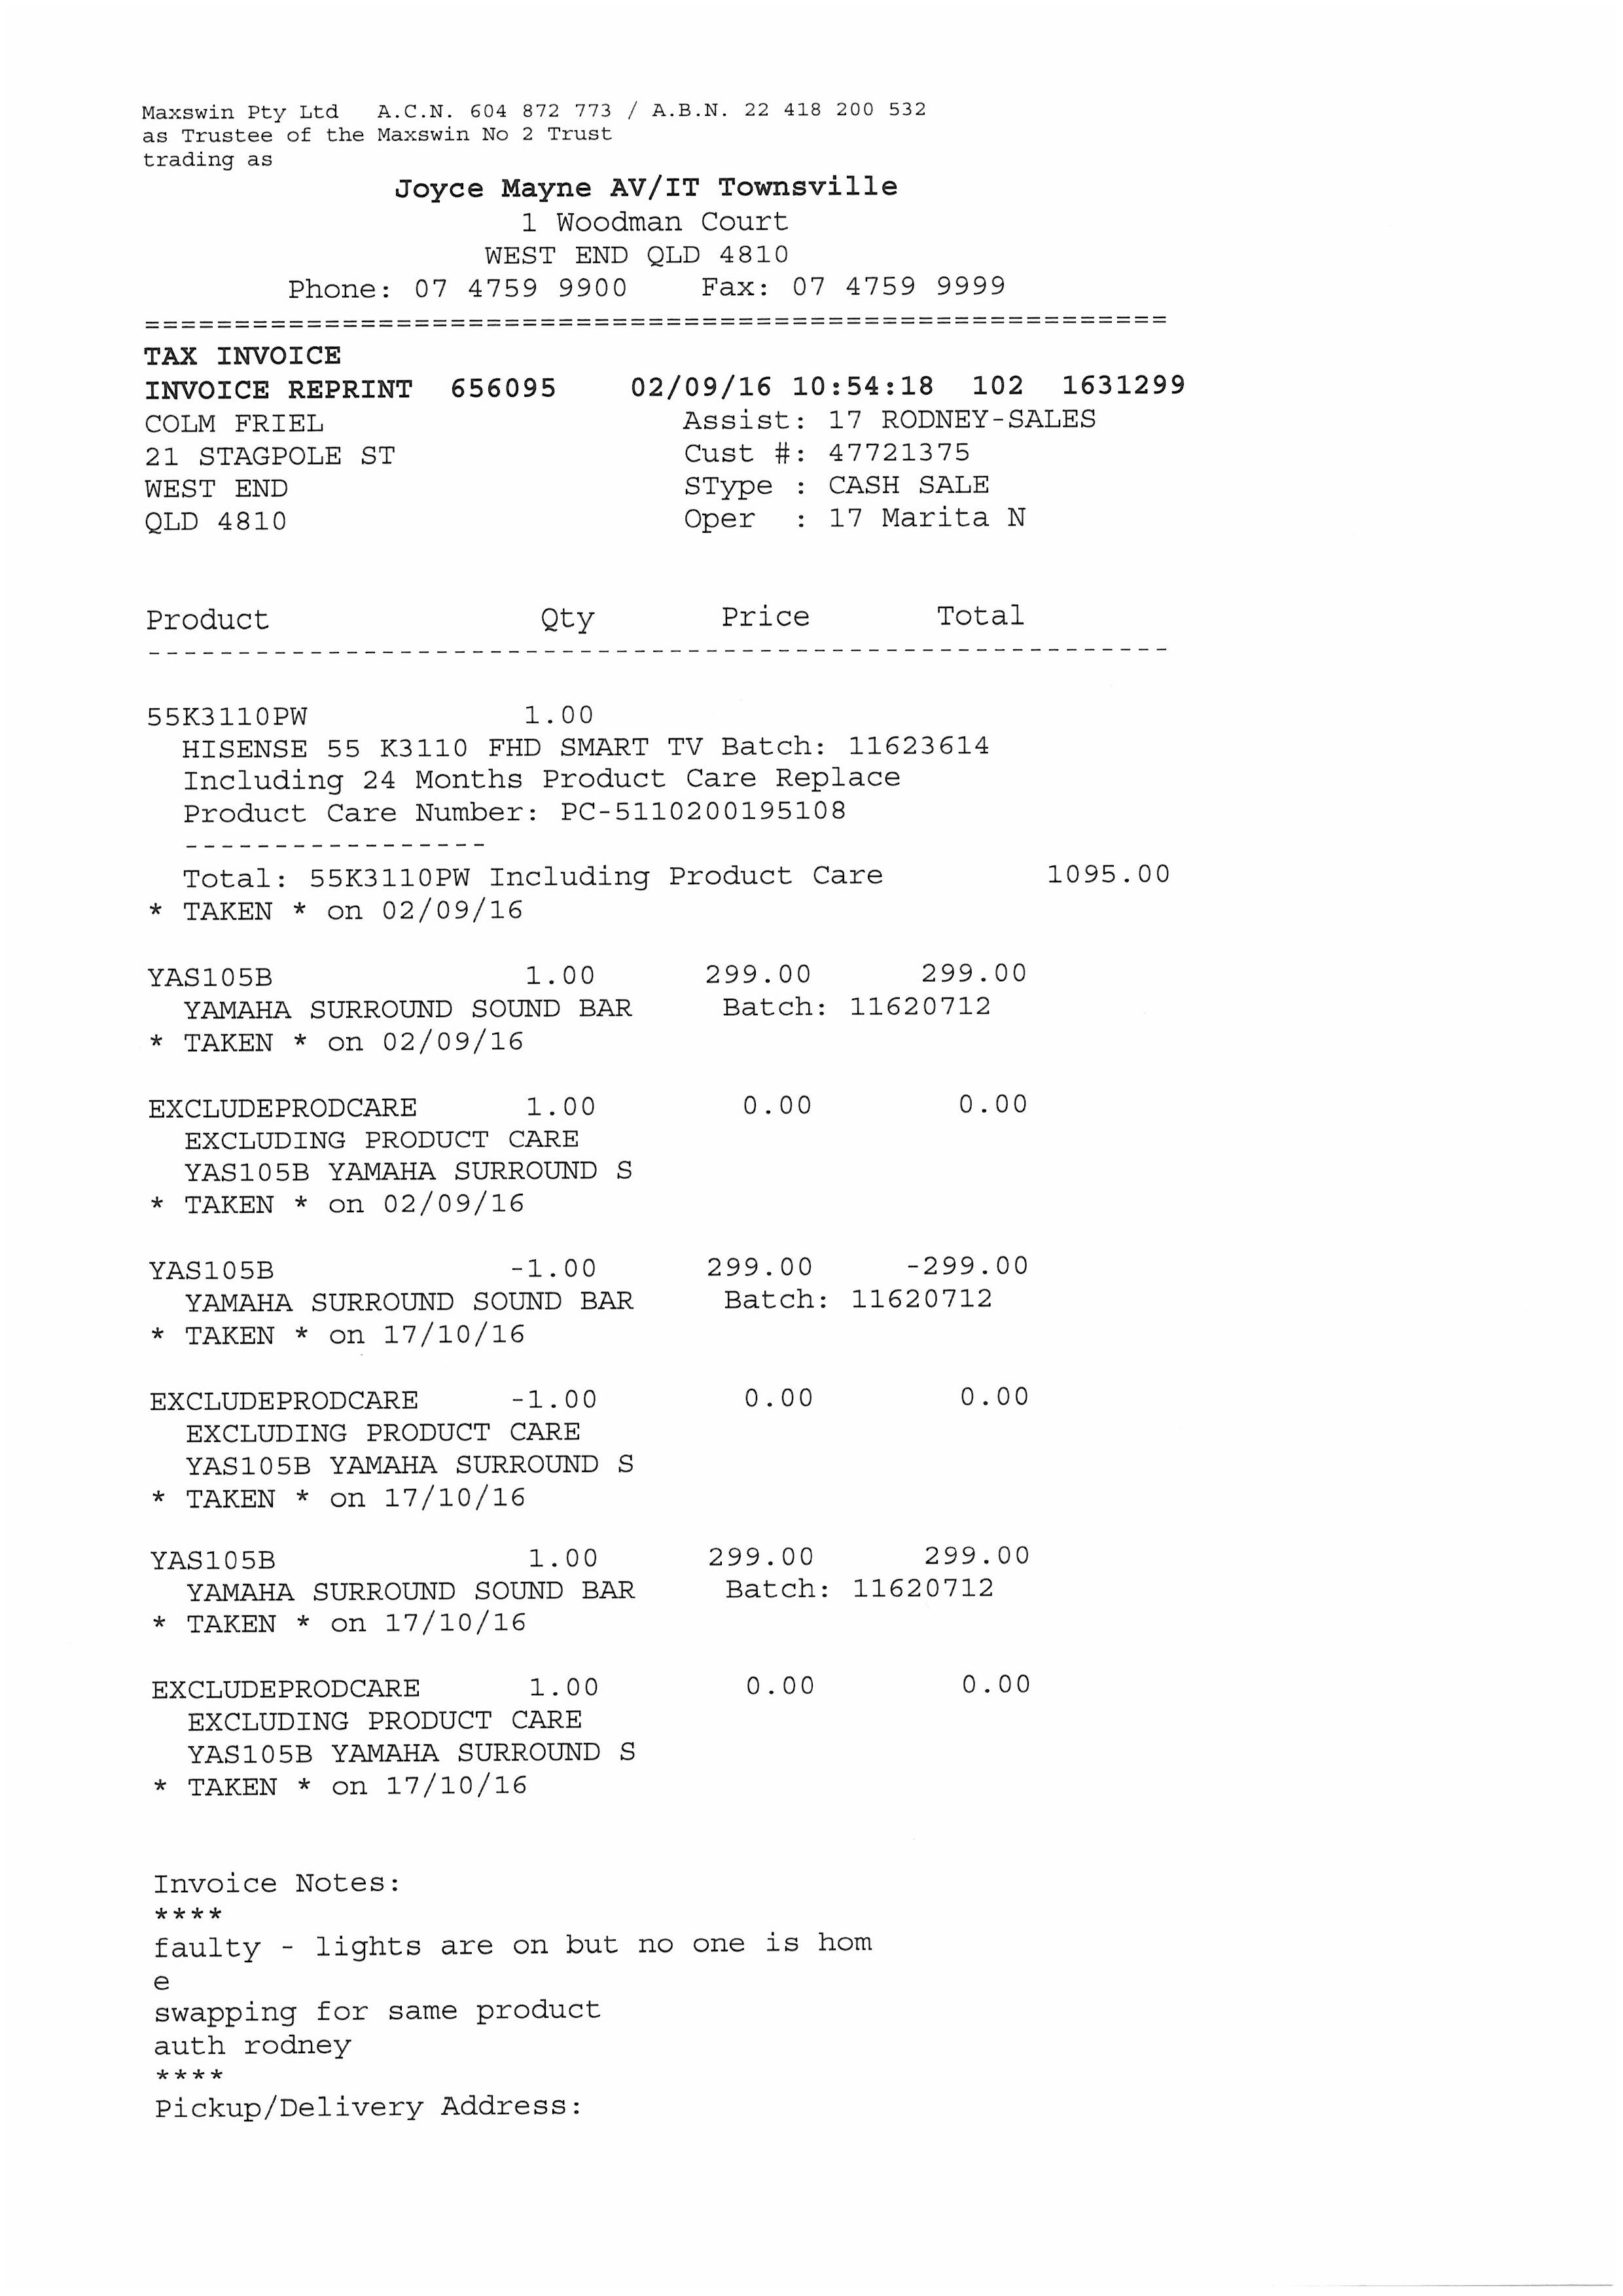 Maxswin Pty Ltd   A.C.N. 604 872 773 / A.B.N. 22 418 200 532
as Trustee of the Maxswin No 2 Trust
trading as
Joyce Mayne AV/IT Townsville
1 Woodman Court
WEST END QLD 4810
Phone: 07 4759 9900    Fax: 07 4759 9999
=========================================================
TAX INVOICE
INVOICE REPRINT  656095    02/09/16 10:54:18  102  1631299
COLM FRIEL    Assist: 17 RODNEY-SALES
21 STAGPOLE ST    Cust #: 47721375
WEST END    SType : CASH SALE
QLD 4810    Oper  : 17 Marita N
Product    Qty    Price    Total
---------------------------------------------------------
55K3110PW    1.00
HISENSE 55 K3110 FHD SMART TV Batch: 11623614
Including 24 Months Product Care Replace
Product Care Number: PC-5110200195108
-----------------
Total: 55K3110PW Including Product Care    1095.00
* TAKEN * on 02/09/16
YAS105B    1.00    299.00    299.00
YAMAHA SURROUND SOUND BAR    Batch: 11620712
* TAKEN * on 02/09/16
EXCLUDEPRODCARE    1.00    0.00    0.00
EXCLUDING PRODUCT CARE
YAS105B YAMAHA SURROUND S
* TAKEN * on 02/09/16
YAS105B    -1.00    299.00    -299.00
YAMAHA SURROUND SOUND BAR    Batch: 11620712
* TAKEN * on 17/10/16
EXCLUDEPRODCARE    -1.00    0.00    0.00
EXCLUDING PRODUCT CARE
YAS105B YAMAHA SURROUND S
* TAKEN * on 17/10/16
YAS105B    1.00    299.00    299.00
YAMAHA SURROUND SOUND BAR    Batch: 11620712
* TAKEN * on 17/10/16
EXCLUDEPRODCARE    1.00    0.00    0.00
EXCLUDING PRODUCT CARE
YAS105B YAMAHA SURROUND S
* TAKEN * on 17/10/16
Invoice Notes:
****
faulty - lights are on but no one is hom
e
swapping for same product
auth rodney
****
Pickup/Delivery Address: